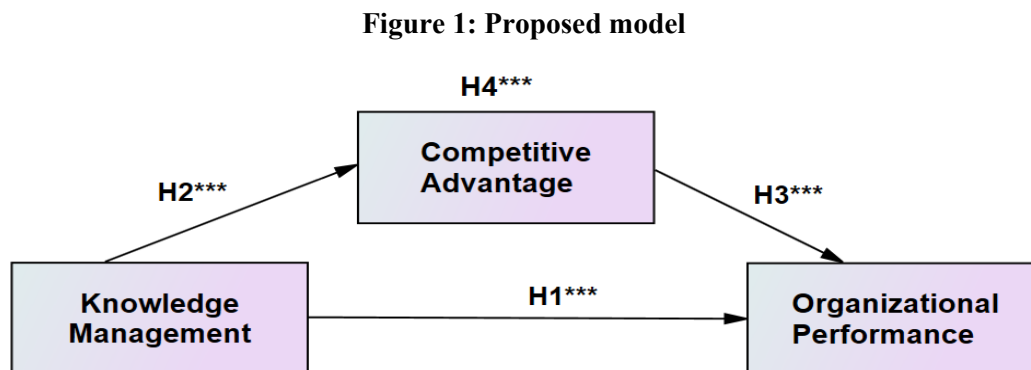 Figure 1: Proposed model
H4***
Competitive
Advantage
H2***
H3***
Knowledge
Management
H1***
Organizational
Performance